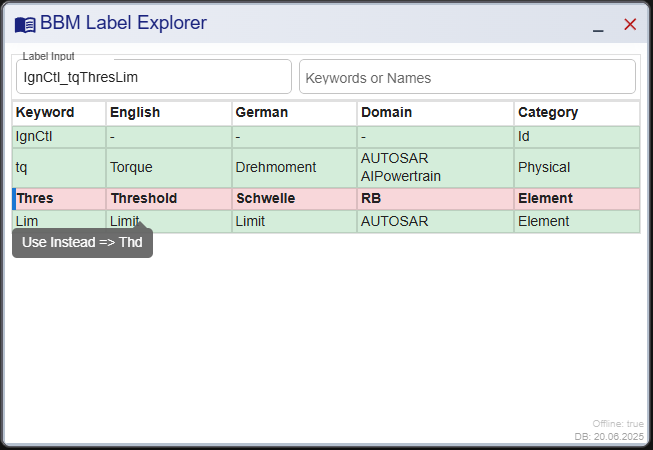 BBM Label Explorer
Label Input
IgnCtl_tqThresLim
Keywords or Names
Keyword English German Domain Category
IgnCtl - - - Id
tq Torque Drehmoment AUTOSAR AIPowertrain Physical
Thres Threshold Schwelle RB Element
Lim Limit Limit AUTOSAR Element
Use Instead => Thd
Offline: true
DB: 20.06.2025